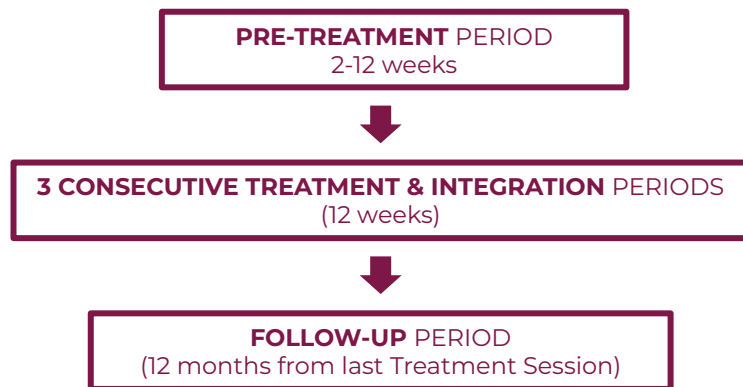 PRE-TREATMENT PERIOD
2-12 weeks
3 CONSECUTIVE TREATMENT & INTEGRATION PERIODS
(12 weeks)
FOLLOW-UP PERIOD
(12 months from last Treatment Session)